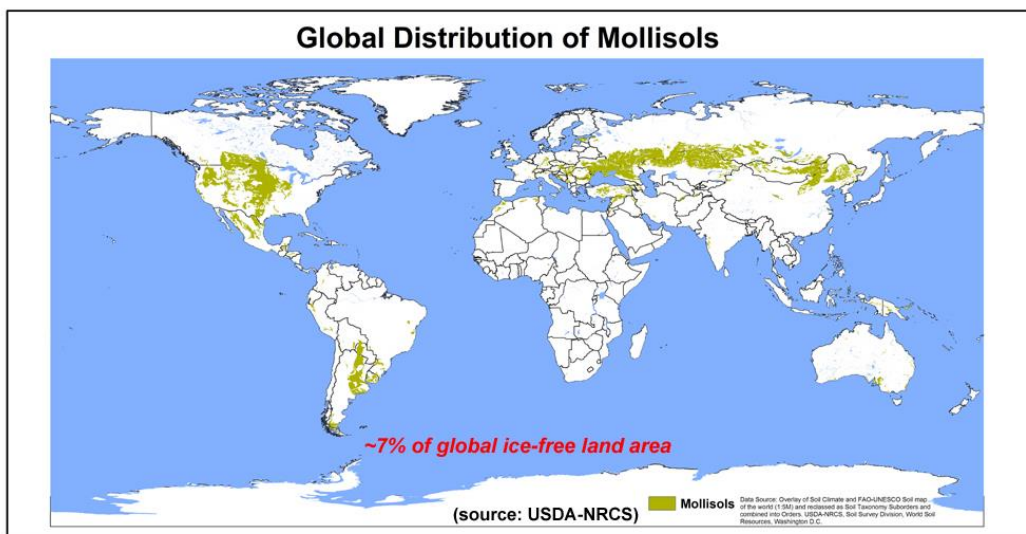 Global Distribution of Mollisols
~7% of global ice-free land area
(source: USDA-NRCS)
Mollisols
Data Source: Overlay of Soil Climate and FAO-UNESCO Soil map
of the world (1:5M) and reclassed as Soil Taxonomy Suborders and
combined into Orders. USDA-NRCS, Soil Survey Division, World Soil
Resources, Washington D.C.